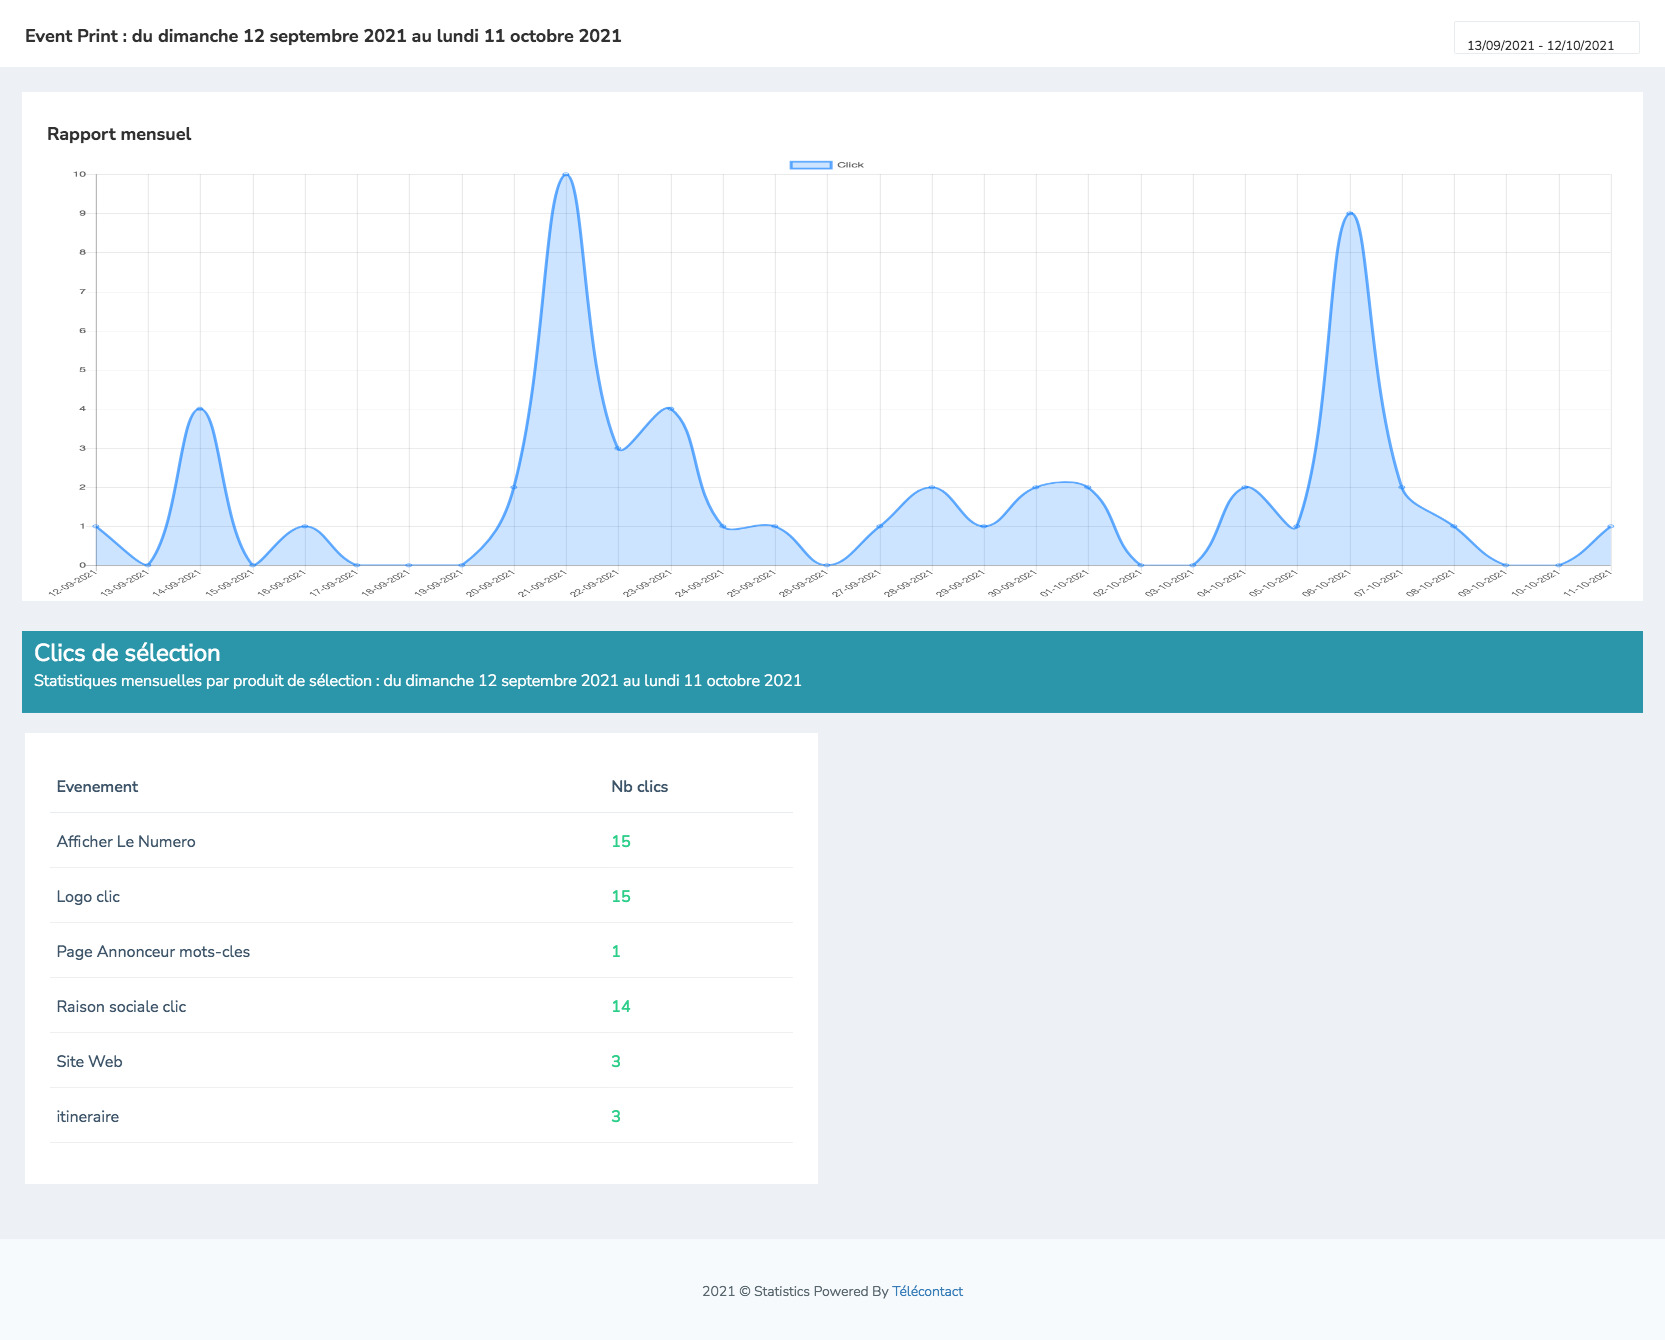 Event Print : du dimanche 12 septembre 2021 au lundi 11 octobre 2021
13/09/2021 - 12/10/2021
Rapport mensuel
Click
10
9
8
7
6
5
4
3
2
1
0
12-09-2021
13-09-2021
14-09-2021
15-09-2021
16-09-2021
17-09-2021
18-09-2021
19-09-2021
20-09-2021
21-09-2021
22-09-2021
23-09-2021
24-09-2021
25-09-2021
26-09-2021
27-09-2021
28-09-2021
29-09-2021
30-09-2021
01-10-2021
02-10-2021
03-10-2021
04-10-2021
05-10-2021
06-10-2021
07-10-2021
08-10-2021
09-10-2021
10-10-2021
11-10-2021
Clics de sélection
Statistiques mensuelles par produit de sélection : du dimanche 12 septembre 2021 au lundi 11 octobre 2021
Evenement Nb clics
Afficher Le Numero 15
Logo clic 15
Page Annonceur mots-cles 1
Raison sociale clic 14
Site Web 3
itineraire 3
2021 © Statistics Powered By Télécontact